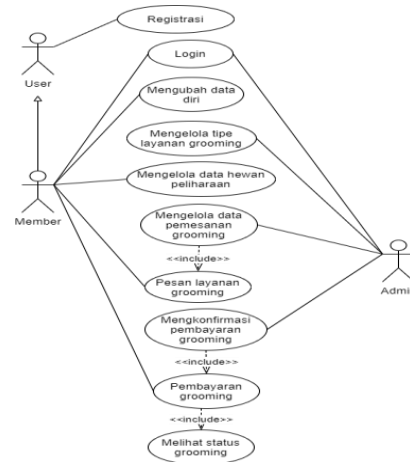 Registrasi
User
Login
Mengubah data
diri
Mengelola tipe
layanan grooming
Mengelola data hewan
peliharaan
Member
Mengelola data
pemesanan
grooming
<<include>>
Pesan layanan
grooming
Admi
Mengkonfirmasi
pembayaran
grooming
<<include>>
Pembayaran
grooming
<<include>>
Melihat status
grooming